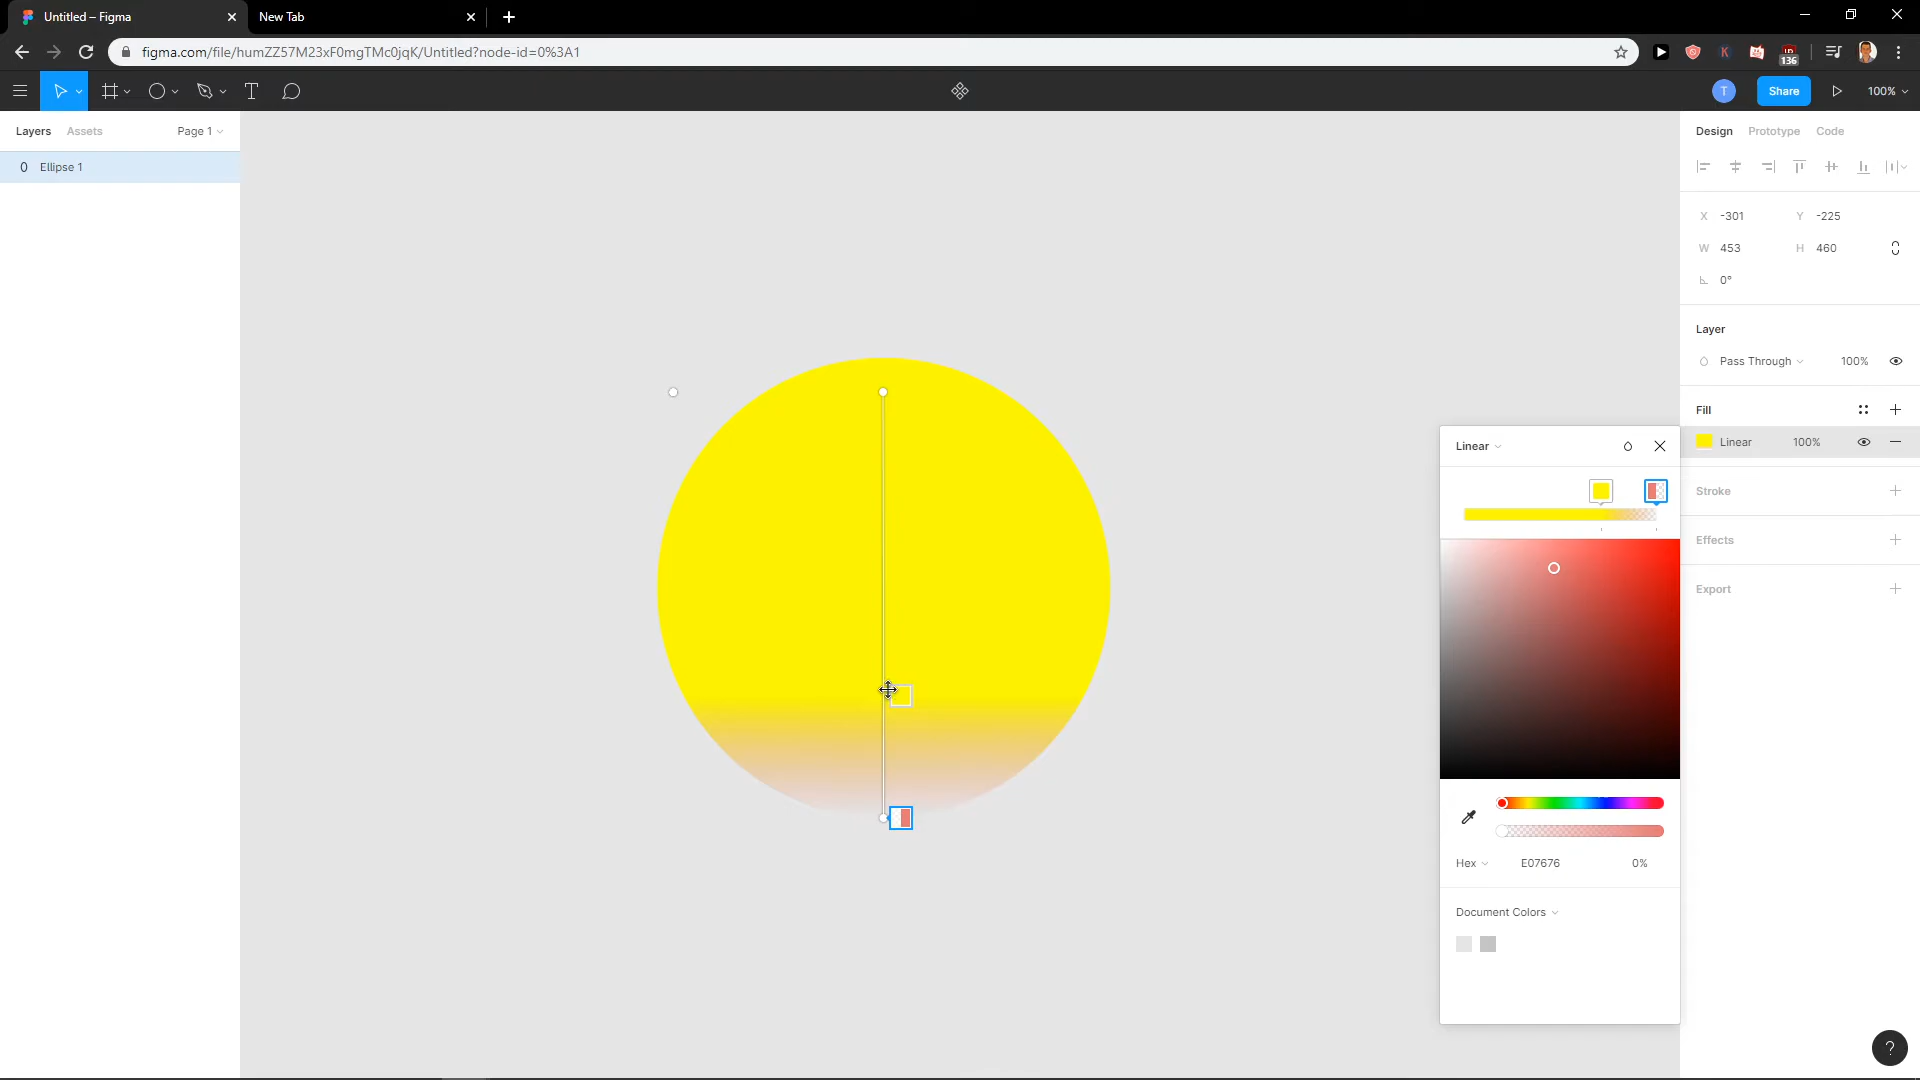 Untitled – Figma
New Tab
figma.com/file/humZZ57M23xF0mgTMc0jqK/Untitled?node-id=0%3A1
K
136
T
Share
100%
Layers
Assets
Page 1
Design
Prototype
Code
Ellipse 1
X -301
Y -225
W 453
H 460
0°
Layer
Pass Through
100%
Fill
Linear
Linear
100%
Stroke
Effects
Export
Hex
E07676
0%
Document Colors
?